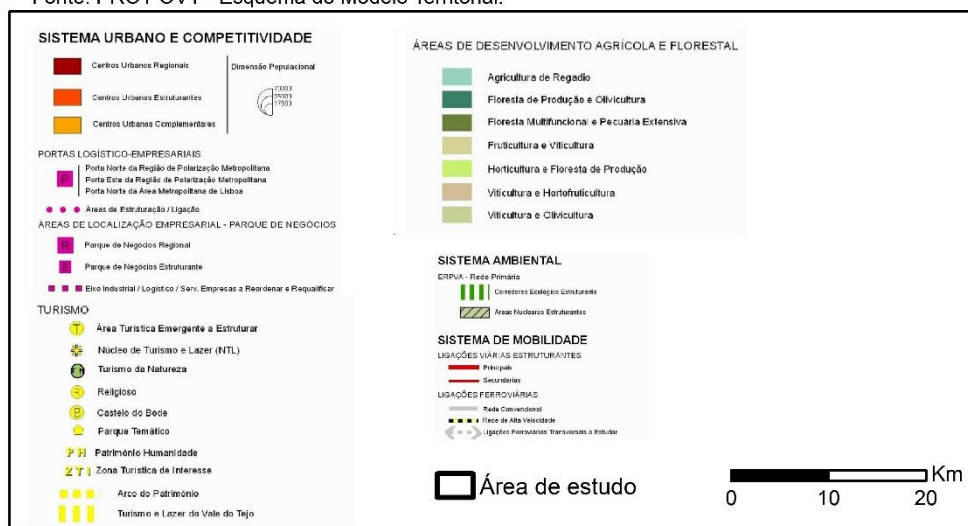 Fonte: PROT-OVT - Esquema do Modelo Territorial.
SISTEMA URBANO E COMPETITIVIDADE
Centros Urbanos Regionais
Centros Urbanos Estruturantes
Centros Urbanos Complementares
Dimensão Populacional
PORTAS LOGÍSTICO-EMPRESARIAIS
P
Porta Norte da Região de Polarização Metropolitana
Porta Este da Região de Polarização Metropolitana
Porta Norte da Área Metropolitana de Lisboa
Áreas de Estruturação / Ligação
ÁREAS DE LOCALIZAÇÃO EMPRESARIAL - PARQUE DE NEGÓCIOS
R Parque de Negócios Regional
E Parque de Negócios Estruturante
Eixo Industrial / Logístico / Serv. Empresas a Reordenar e Requalificar
TURISMO
T Área Turística Emergente a Estruturar
Núcleo de Turismo e Lazer (NTL)
Turismo da Natureza
R Religioso
B Castelo do Bode
Parque Temático
P H Património Humanidade
Z T I Zona Turística de Interesse
Arco do Património
Turismo e Lazer do Vale do Tejo
ÁREAS DE DESENVOLVIMENTO AGRÍCOLA E FLORESTAL
Agricultura de Regadio
Floresta de Produção e Olivicultura
Floresta Multifuncional e Pecuária Extensiva
Fruticultura e Viticultura
Horticultura e Floresta de Produção
Viticultura e Hortofruticultura
Viticultura e Olivicultura
SISTEMA AMBIENTAL
ERPVA - Rede Primária
Corredores Ecológico Estruturante
Áreas Nucleares Estruturantes
SISTEMA DE MOBILIDADE
LIGAÇÕES VIÁRIAS ESTRUTURANTES
Principais
Secundárias
LIGAÇÕES FERROVIÁRIAS
Rede Convencional
Rede de Alta Velocidade
Ligações Ferroviárias Transversais a Estudar
Área de estudo
Km
0 10 20